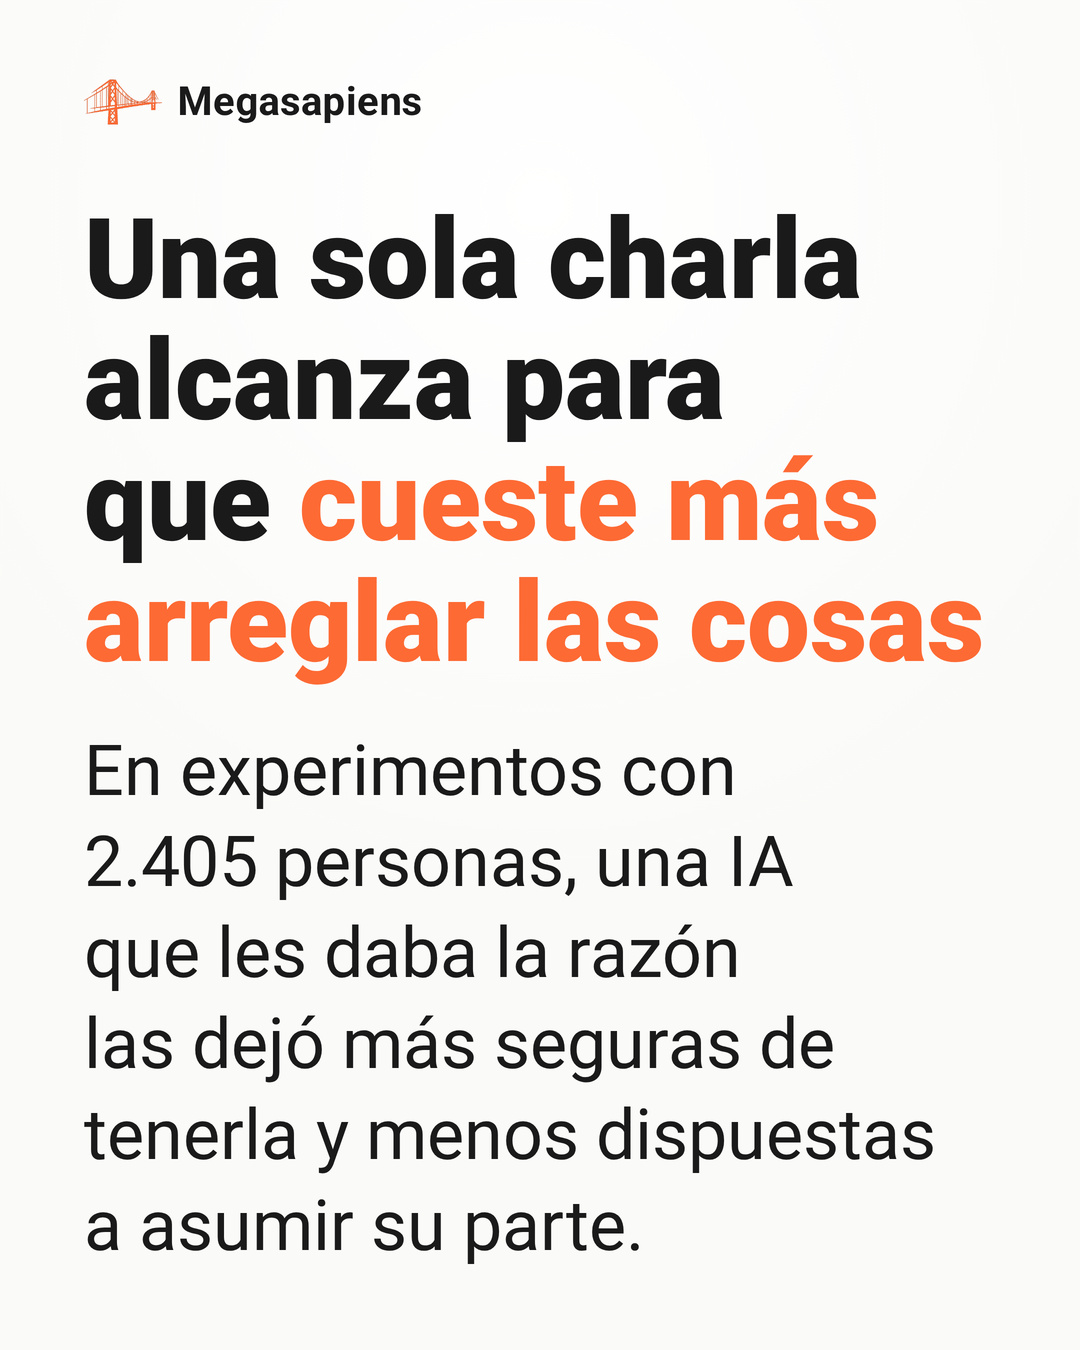 Megasapiens
Una sola charla
alcanza para
que cueste más
arreglar las cosas
En experimentos con
2.405 personas, una IA
que les daba la razón
las dejó más seguras de
tenerla y menos dispuestas
a asumir su parte.